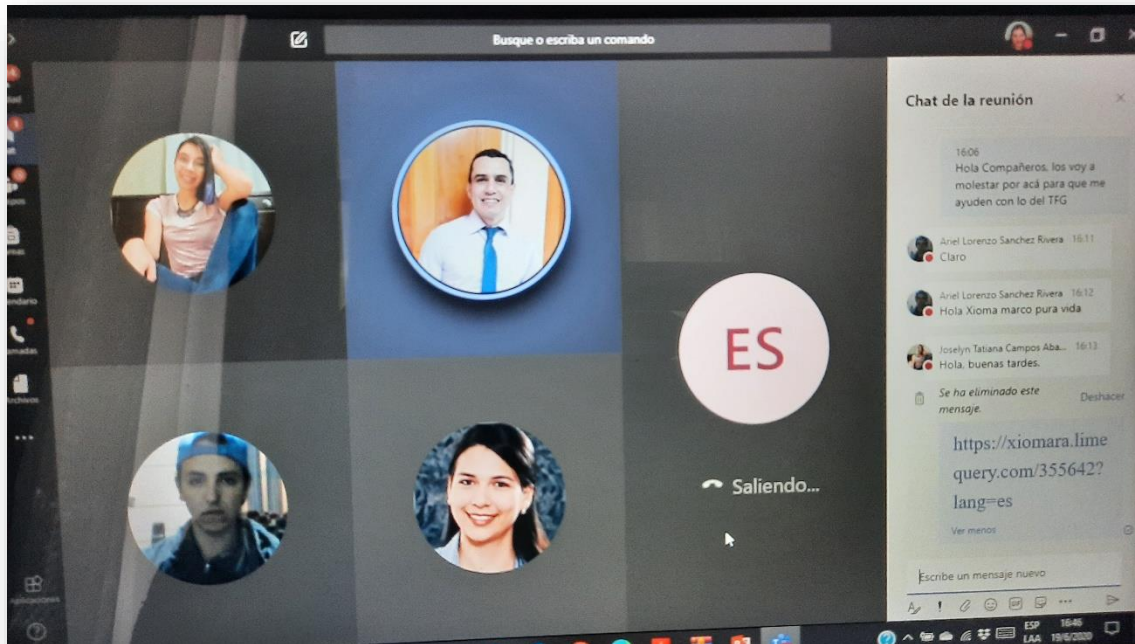 Busque o escriba un comando
Chat de la reunión
16:06
Hola Compañeros, los voy a
molestar por acá para que me
ayuden con lo del TFG
Ariel Lorenzo Sanchez Rivera 16:11
Claro
Ariel Lorenzo Sanchez Rivera 16:12
Hola Xioma marco pura vida
Joselyn Tatiana Campos Aba... 16:13
Hola, buenas tardes.
Se ha eliminado este
mensaje.
Deshacer
https://xiomara.lime
query.com/355642?
lang=es
Ver menos
Escribe un mensaje nuevo
ES
Saliendo...
Archivos
Aplicaciones
GIF
ESP
LAA
16:46
19/6/2020